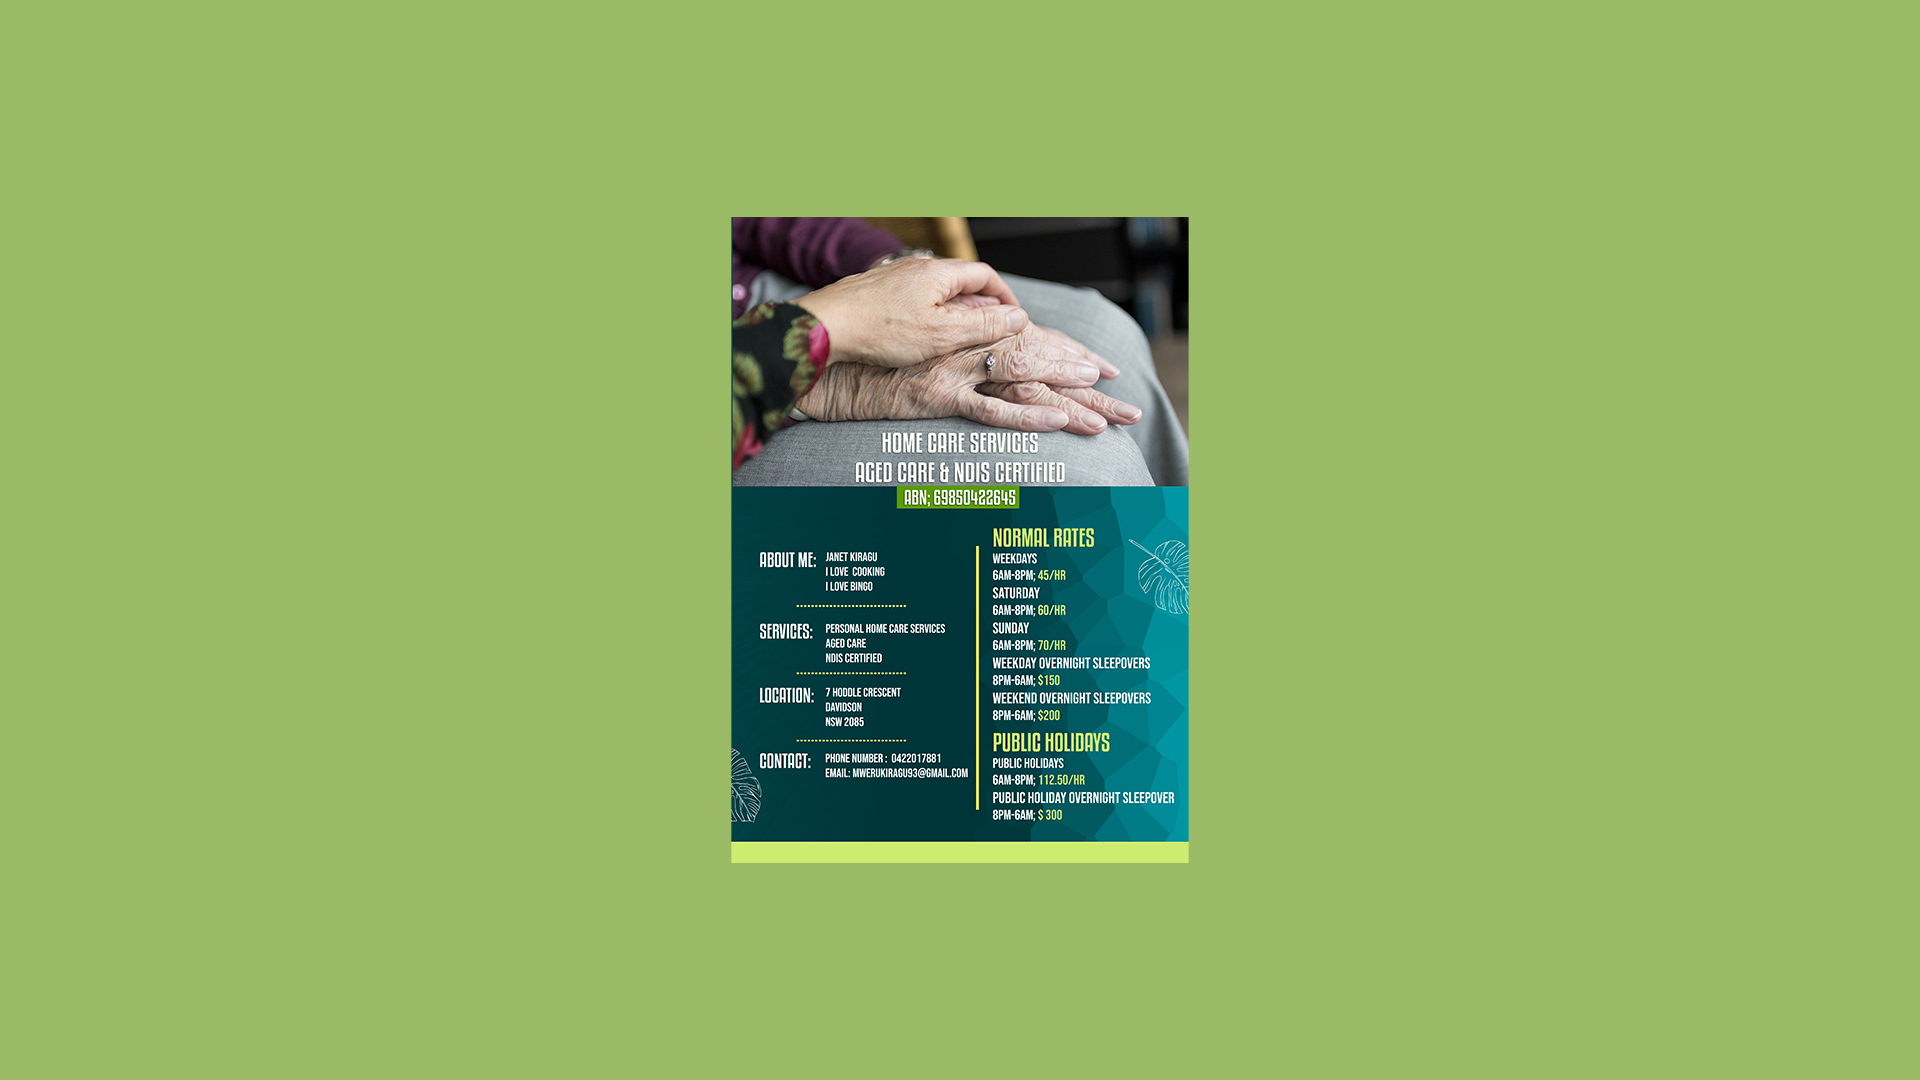 HOME CARE SERVICES
AGED CARE & NDIS CERTIFIED
ABN; 69850422645
ABOUT ME:
JANET KIRAGU
I LOVE  COOKING
I LOVE BINGO
SERVICES:
PERSONAL HOME CARE SERVICES
AGED CARE
NDIS CERTIFIED
LOCATION:
7 HODDLE CRESCENT
DAVIDSON
NSW 2085
CONTACT:
PHONE NUMBER :  0422017881
EMAIL: MWERUKIRAGU93@GMAIL.COM
NORMAL RATES
WEEKDAYS
6AM-8PM; 45/HR
SATURDAY
6AM-8PM; 60/HR
SUNDAY
6AM-8PM; 70/HR
WEEKDAY OVERNIGHT SLEEPOVERS
8PM-6AM; $150
WEEKEND OVERNIGHT SLEEPOVERS
8PM-6AM; $200
PUBLIC HOLIDAYS
PUBLIC HOLIDAYS
6AM-8PM; 112.50/HR
PUBLIC HOLIDAY OVERNIGHT SLEEPOVER
8PM-6AM; $ 300